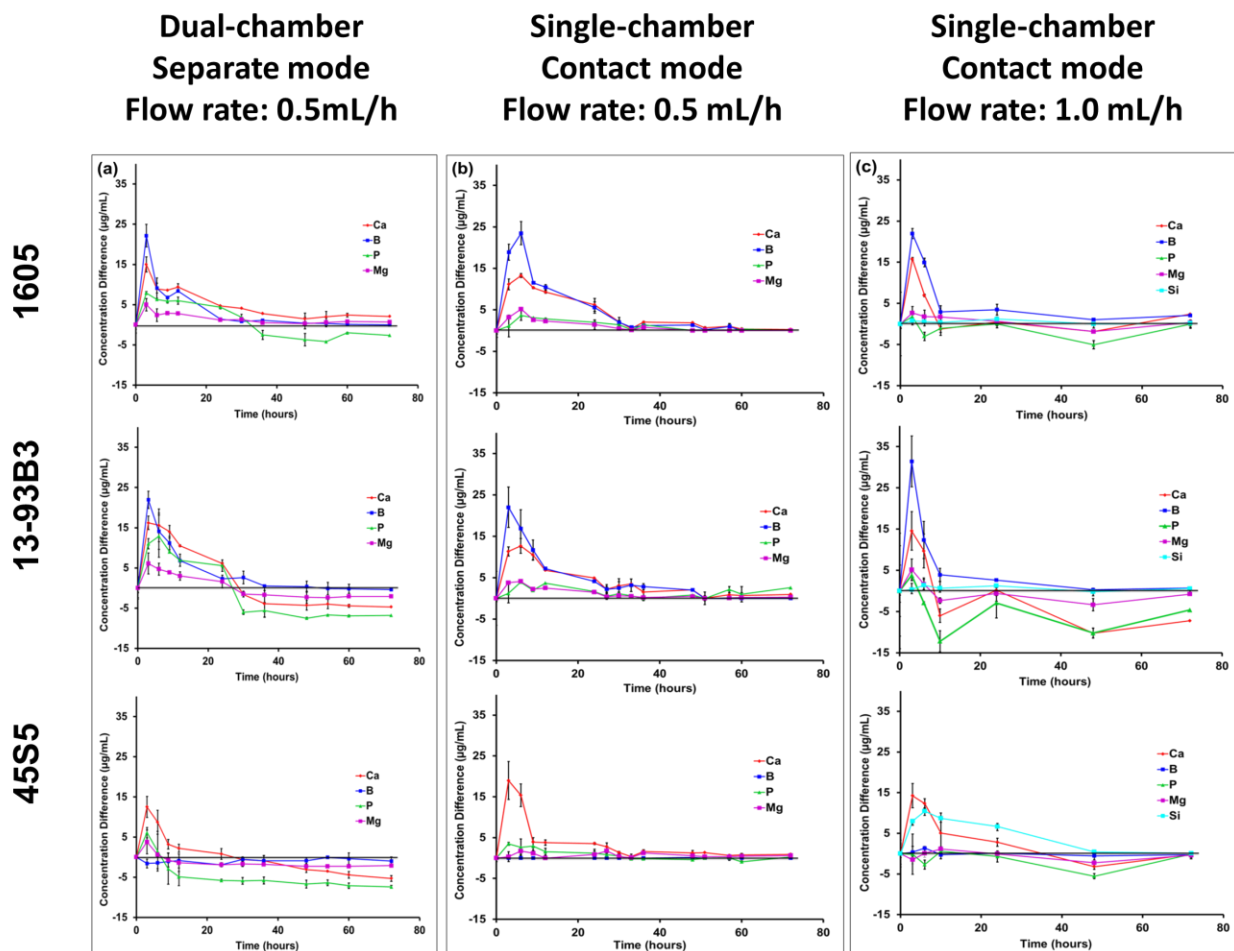 Dual-chamber
Separate mode
Flow rate: 0.5mL/h
Single-chamber
Contact mode
Flow rate: 0.5 mL/h
Single-chamber
Contact mode
Flow rate: 1.0 mL/h
1605
(a)
Concentration Difference (µg/mL)
35
25
15
5
-5
-15
Ca
B
P
Mg
0
20
40
60
80
Time (hours)
(b)
Concentration Difference (µg/mL)
35
25
15
5
-5
-15
Ca
B
P
Mg
0
20
40
60
80
Time (hours)
(c)
Concentration Difference (µg/mL)
35
25
15
5
-5
-15
Ca
B
P
Mg
Si
0
20
40
60
80
Time (hours)
13-93B3
Concentration Difference (µg/mL)
35
25
15
5
-5
-15
Ca
B
P
Mg
0
20
40
60
80
Time (hours)
Concentration Difference (µg/mL)
35
25
15
5
-5
-15
Ca
B
P
Mg
0
20
40
60
80
Time (hours)
Concentration Difference (µg/mL)
35
25
15
5
-5
-15
Ca
B
P
Mg
Si
0
20
40
60
80
Time (hours)
45S5
Concentration Difference (µg/mL)
35
25
15
5
-5
-15
Ca
B
P
Mg
0
20
40
60
80
Time (hours)
Concentration Difference (µg/mL)
35
25
15
5
-5
-15
Ca
B
P
Mg
0
20
40
60
80
Time (hours)
Concentration Difference (µg/mL)
35
25
15
5
-5
-15
Ca
B
P
Mg
Si
0
20
40
60
80
Time (hours)